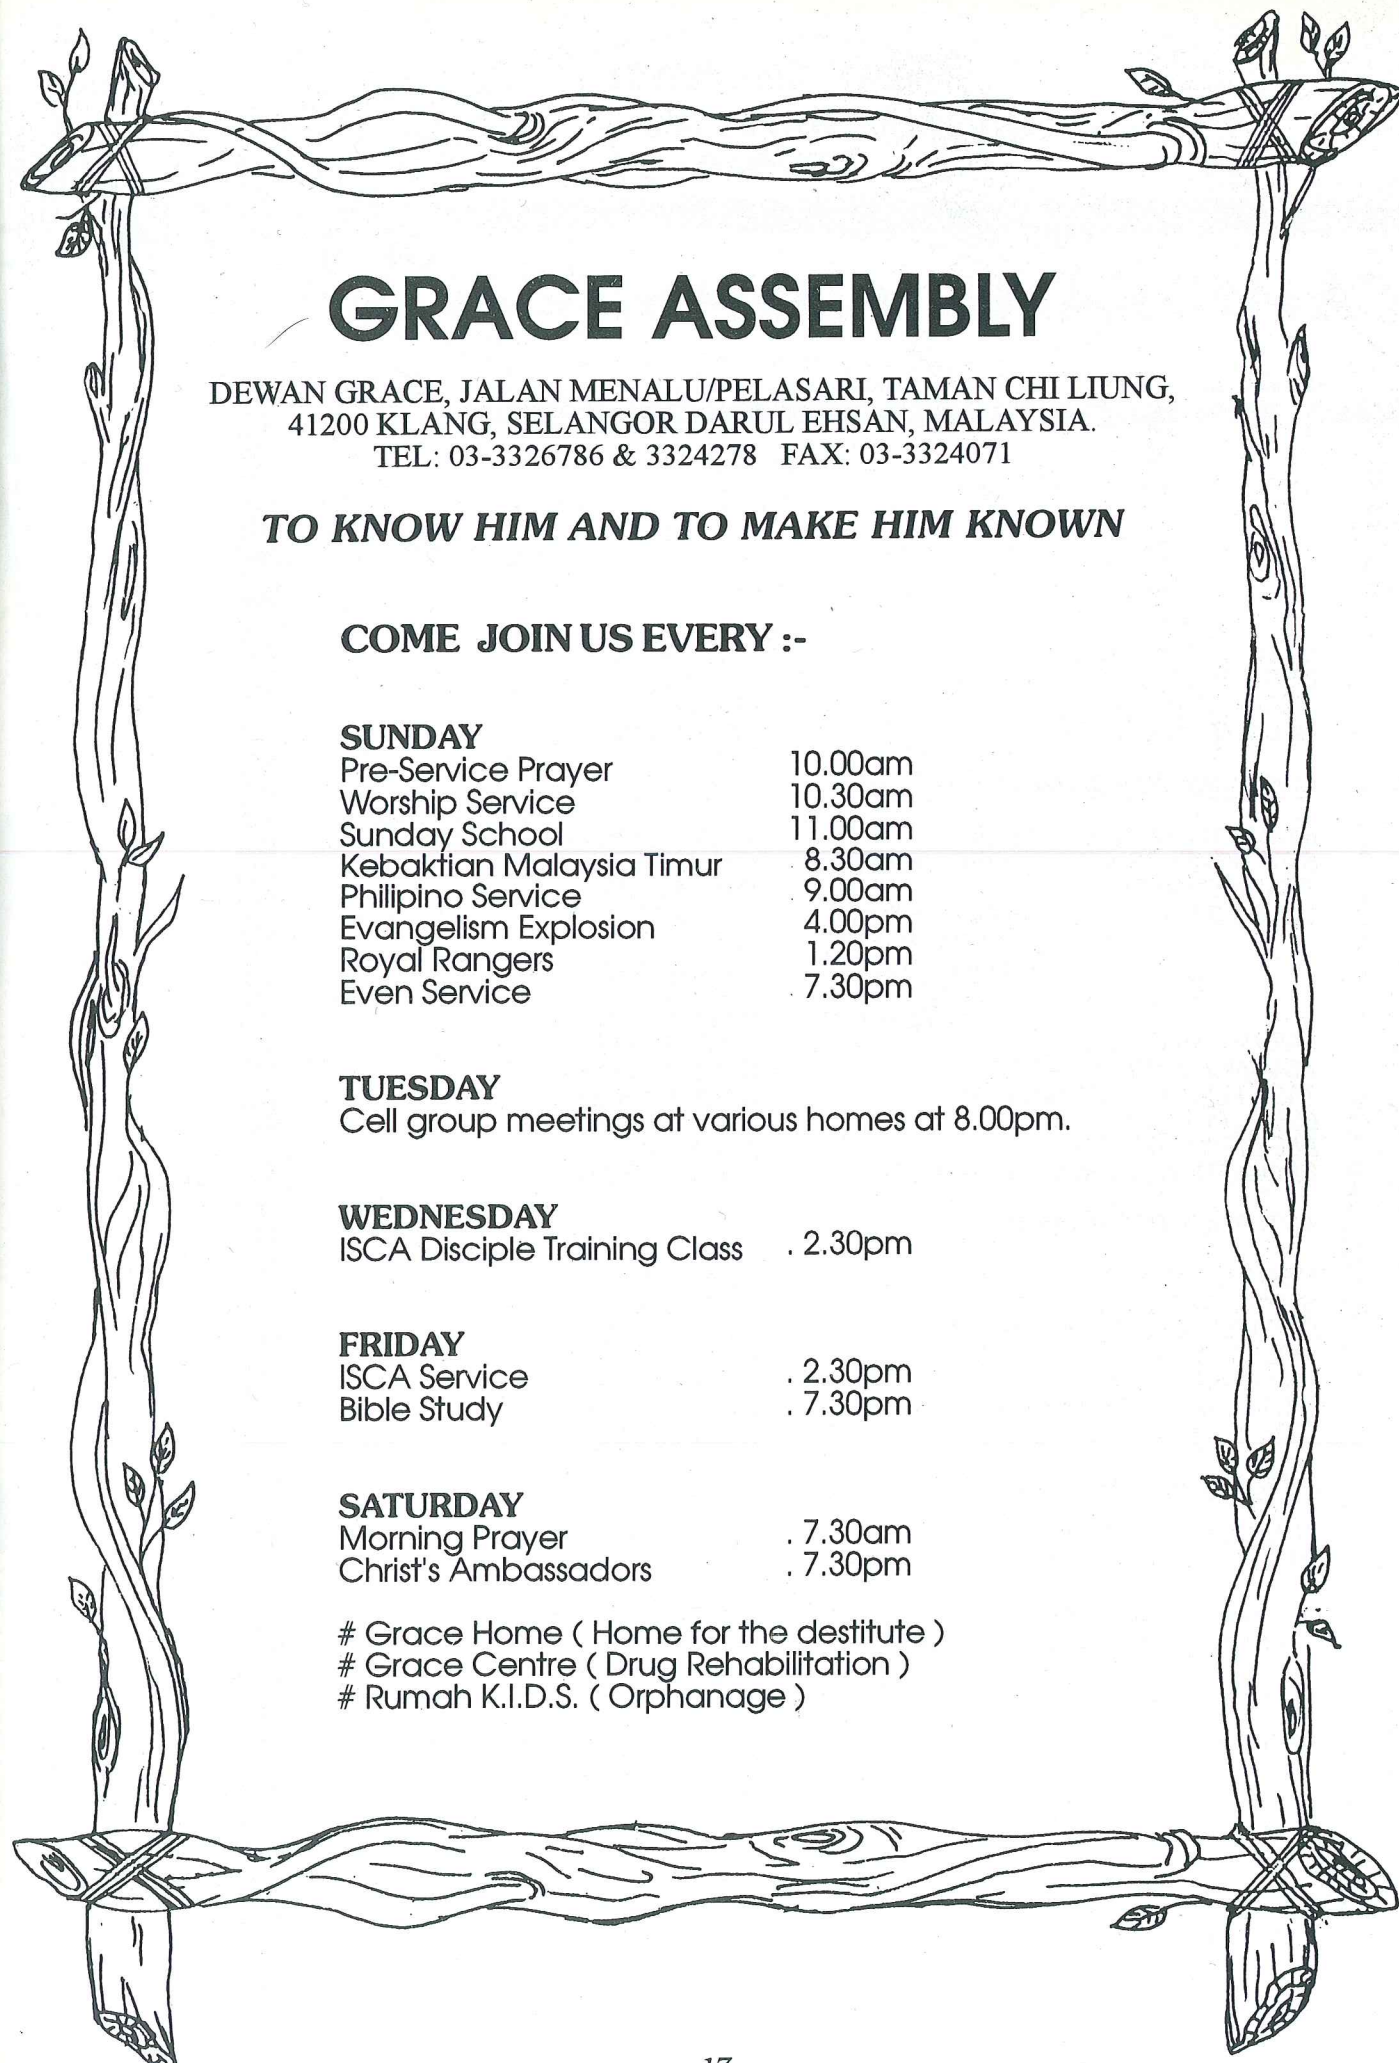 GRACE ASSEMBLY
DEWAN GRACE, JALAN MENALU/PELASARI, TAMAN CHI LIUNG,
41200 KLANG, SELANGOR DARUL EHSAN, MALAYSIA.
TEL: 03-3326786 & 3324278 FAX: 03-3324071
TO KNOW HIM AND TO MAKE HIM KNOWN
COME JOIN US EVERY :-
SUNDAY
Pre-Service Prayer 10.00am
Worship Service 10.30am
Sunday School 11.00am
Kebaktian Malaysia Timur 8.30am
Philipino Service 9.00am
Evangelism Explosion 4.00pm
Royal Rangers 1.20pm
Even Service 7.30pm
TUESDAY
Cell group meetings at various homes at 8.00pm.
WEDNESDAY
ISCA Disciple Training Class . 2.30pm
FRIDAY
ISCA Service . 2.30pm
Bible Study . 7.30pm
SATURDAY
Morning Prayer . 7.30am
Christ's Ambassadors . 7.30pm
# Grace Home ( Home for the destitute )
# Grace Centre ( Drug Rehabilitation )
# Rumah K.I.D.S. ( Orphanage )
17